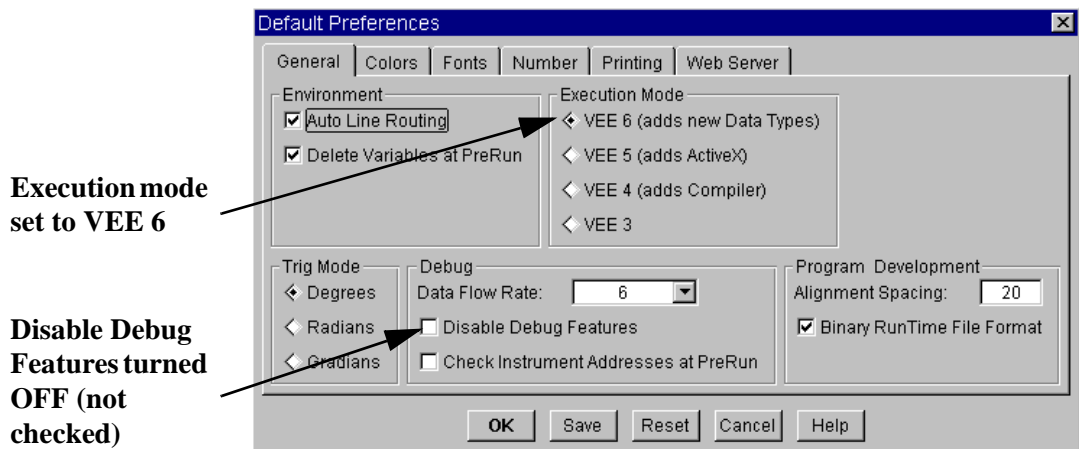 Default Preferences
General Colors Fonts Number Printing Web Server
Environment
Auto Line Routing
Delete Variables at PreRun
Execution Mode
VEE 6 (adds new Data Types)
VEE 5 (adds ActiveX)
VEE 4 (adds Compiler)
VEE 3
Execution mode
set to VEE 6
Trig Mode
Degrees
Radians
Gradians
Debug
Data Flow Rate: 6
Disable Debug Features
Check Instrument Addresses at PreRun
Program Development
Alignment Spacing: 20
Binary RunTime File Format
Disable Debug
Features turned
OFF (not
checked)
OK Save Reset Cancel Help